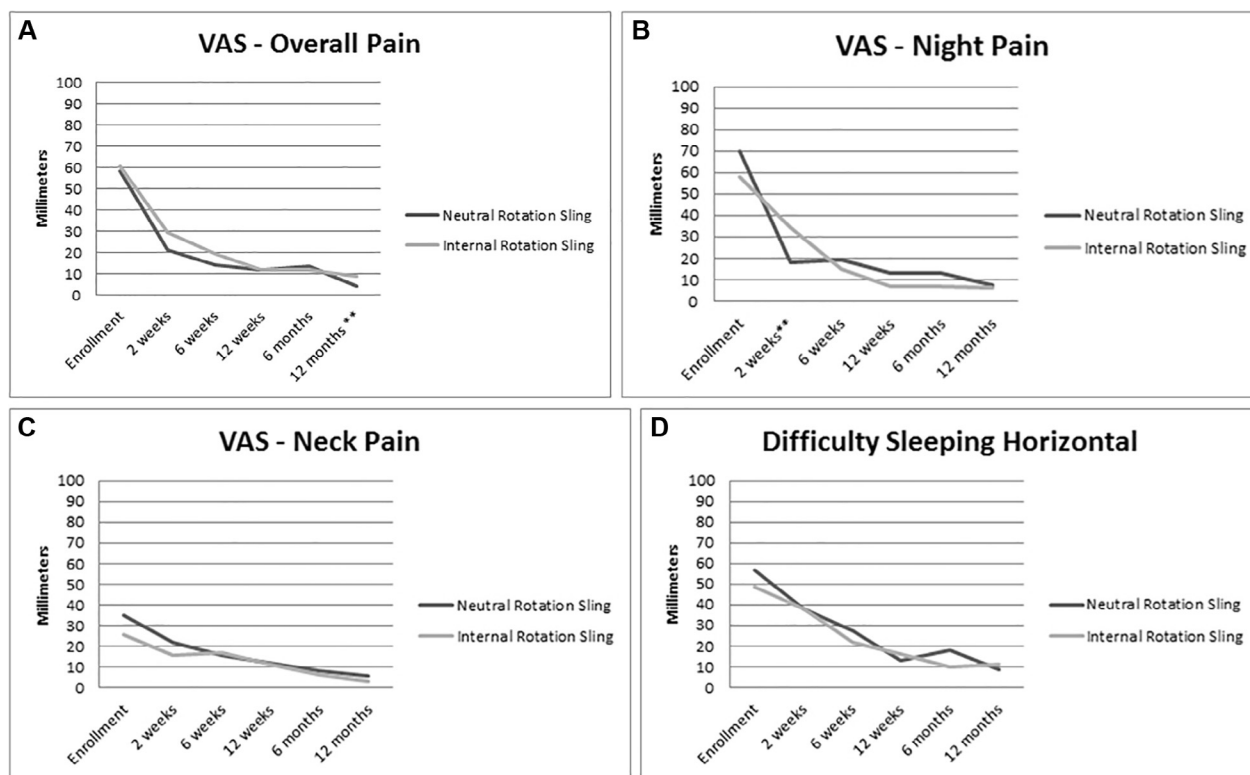 A
VAS - Overall Pain
100
90
80
70
60
50
40
30
20
10
0
Millimeters
Enrollment
2 weeks
6 weeks
12 weeks
6 months
12 months **
Neutral Rotation Sling
Internal Rotation Sling
B
VAS - Night Pain
100
90
80
70
60
50
40
30
20
10
0
Millimeters
Enrollment
2 weeks**
6 weeks
12 weeks
6 months
12 months
Neutral Rotation Sling
Internal Rotation Sling
C
VAS - Neck Pain
100
90
80
70
60
50
40
30
20
10
0
Millimeters
Enrollment
2 weeks
6 weeks
12 weeks
6 months
12 months
Neutral Rotation Sling
Internal Rotation Sling
D
Difficulty Sleeping Horizontal
100
90
80
70
60
50
40
30
20
10
0
Millimeters
Enrollment
2 weeks
6 weeks
12 weeks
6 months
12 months
Neutral Rotation Sling
Internal Rotation Sling